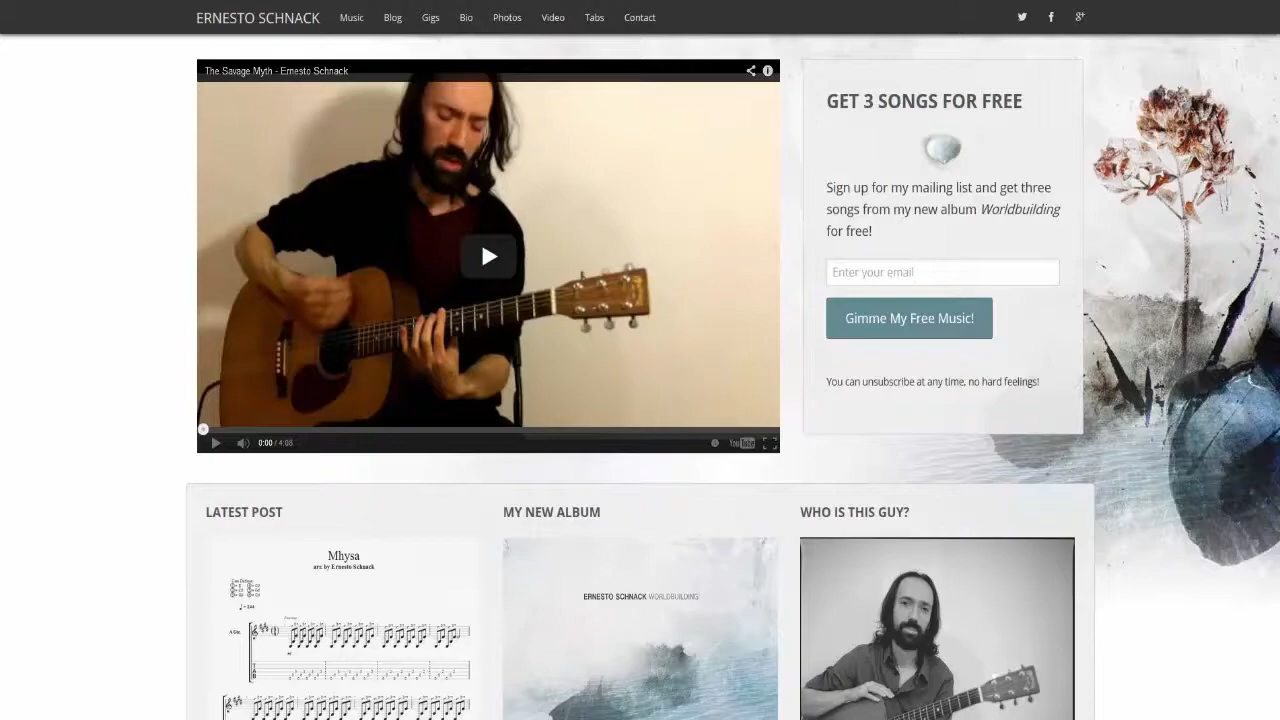 ERNESTO SCHNACK Music Blog Gigs Bio Photos Video Tabs Contact
The Savage Myth - Ernesto Schnack
0:00 / 4:08
YouTube
GET 3 SONGS FOR FREE
Sign up for my mailing list and get three
songs from my new album Worldbuilding
for free!
Enter your email
Gimme My Free Music!
You can unsubscribe at any time, no hard feelings!
LATEST POST
Mhysa
arr. by Ernesto Schnack
MY NEW ALBUM
ERNESTO SCHNACK WORLDBUILDING
WHO IS THIS GUY?